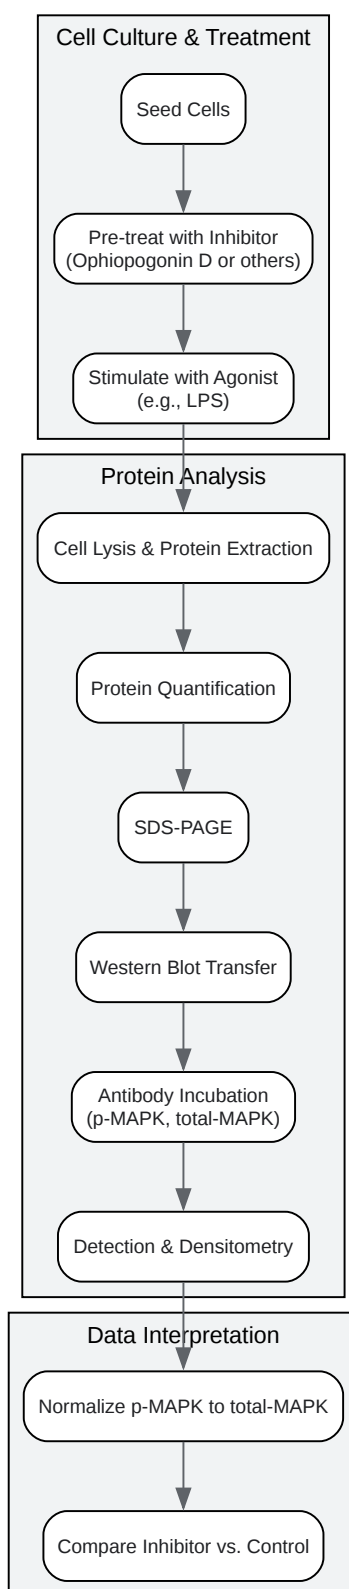 Cell Culture & Treatment
Seed Cells
Pre-treat with Inhibitor
(Ophiopogonin D or others)
Stimulate with Agonist
(e.g., LPS)
Protein Analysis
Cell Lysis & Protein Extraction
Protein Quantification
SDS-PAGE
Western Blot Transfer
Antibody Incubation
(p-MAPK, total-MAPK)
Detection & Densitometry
Data Interpretation
Normalize p-MAPK to total-MAPK
Compare Inhibitor vs. Control